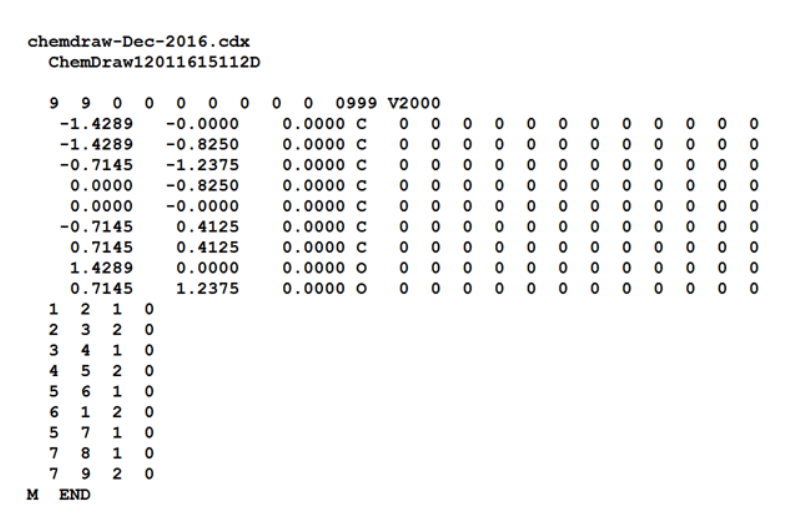 chemdraw-Dec-2016.cdx
ChemDraw12011615112D
9 9 0 0 0 0 0 0 0 0999 V2000
-1.4289 -0.0000 0.0000 C 0 0 0 0 0 0 0 0 0 0 0 0
-1.4289 -0.8250 0.0000 C 0 0 0 0 0 0 0 0 0 0 0 0
-0.7145 -1.2375 0.0000 C 0 0 0 0 0 0 0 0 0 0 0 0
0.0000 -0.8250 0.0000 C 0 0 0 0 0 0 0 0 0 0 0 0
0.0000 -0.0000 0.0000 C 0 0 0 0 0 0 0 0 0 0 0 0
-0.7145 0.4125 0.0000 C 0 0 0 0 0 0 0 0 0 0 0 0
0.7145 0.4125 0.0000 C 0 0 0 0 0 0 0 0 0 0 0 0
1.4289 0.0000 0.0000 O 0 0 0 0 0 0 0 0 0 0 0 0
0.7145 1.2375 0.0000 O 0 0 0 0 0 0 0 0 0 0 0 0
1 2 1 0
2 3 2 0
3 4 1 0
4 5 2 0
5 6 1 0
6 1 2 0
5 7 1 0
7 8 1 0
7 9 2 0
M END